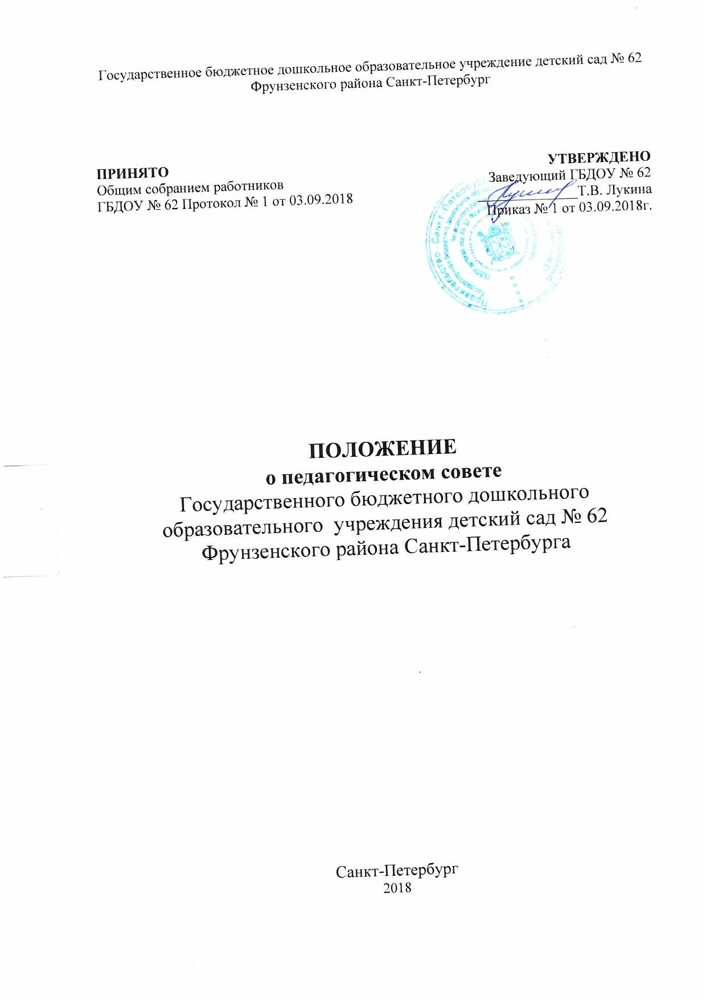 Государственное бюджетное дошкольное образовательное учреждение детский сад № 62
Фрунзенского района Санкт-Петербург
ПРИНЯТО
Общим собранием работников
ГБДОУ № 62 Протокол № 1 от 03.09.2018
УТВЕРЖДЕНО
Заведующий ГБДОУ № 62
Т.В. Лукина
Приказ № 1 от 03.09.2018г.
Правительство Санкт-Петербург
ПОЛОЖЕНИЕ
о педагогическом совете
Государственного бюджетного дошкольного
образовательного учреждения детский сад № 62
Фрунзенского района Санкт-Петербурга
Санкт-Петербург
2018